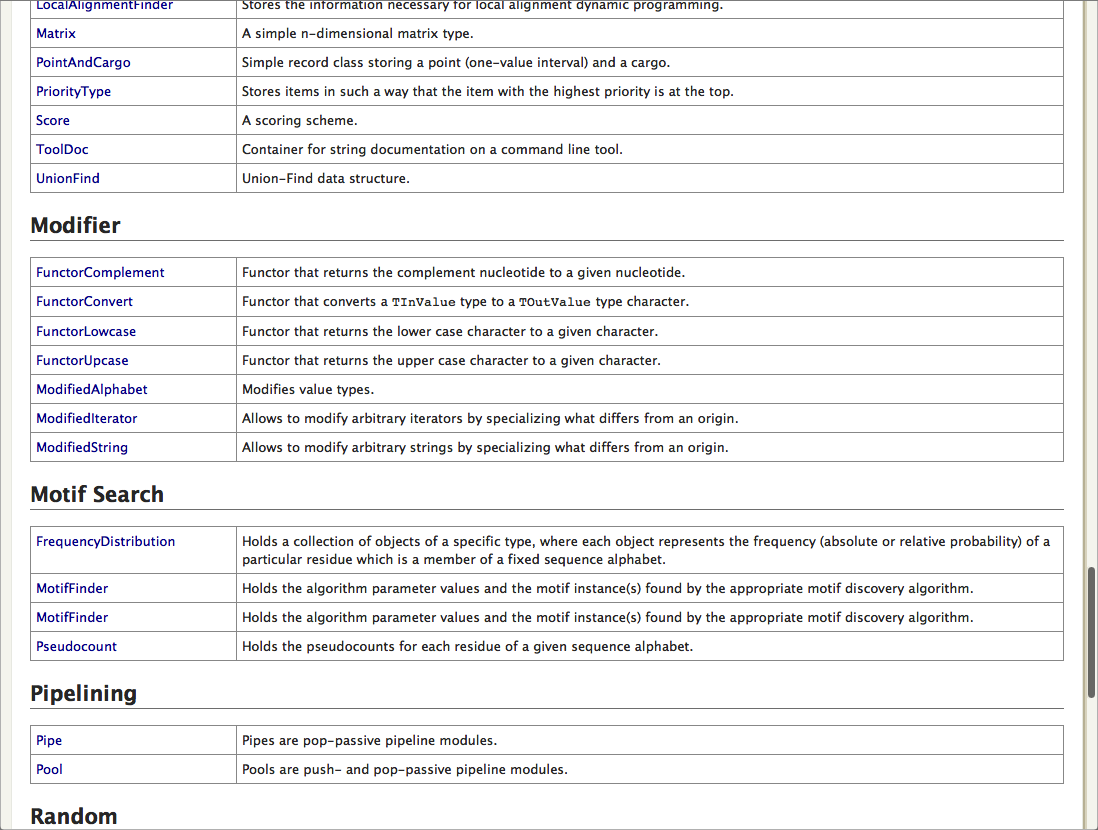 LocalAlignmentFinder Stores the information necessary for local alignment dynamic programming.
Matrix A simple n-dimensional matrix type.
PointAndCargo Simple record class storing a point (one-value interval) and a cargo.
PriorityType Stores items in such a way that the item with the highest priority is at the top.
Score A scoring scheme.
ToolDoc Container for string documentation on a command line tool.
UnionFind Union-Find data structure.
Modifier
FunctorComplement Functor that returns the complement nucleotide to a given nucleotide.
FunctorConvert Functor that converts a TInValue type to a TOutValue type character.
FunctorLowcase Functor that returns the lower case character to a given character.
FunctorUpcase Functor that returns the upper case character to a given character.
ModifiedAlphabet Modifies value types.
ModifiedIterator Allows to modify arbitrary iterators by specializing what differs from an origin.
ModifiedString Allows to modify arbitrary strings by specializing what differs from an origin.
Motif Search
FrequencyDistribution Holds a collection of objects of a specific type, where each object represents the frequency (absolute or relative probability) of a
particular residue which is a member of a fixed sequence alphabet.
MotifFinder Holds the algorithm parameter values and the motif instance(s) found by the appropriate motif discovery algorithm.
MotifFinder Holds the algorithm parameter values and the motif instance(s) found by the appropriate motif discovery algorithm.
Pseudocount Holds the pseudocounts for each residue of a given sequence alphabet.
Pipelining
Pipe Pipes are pop-passive pipeline modules.
Pool Pools are push- and pop-passive pipeline modules.
Random